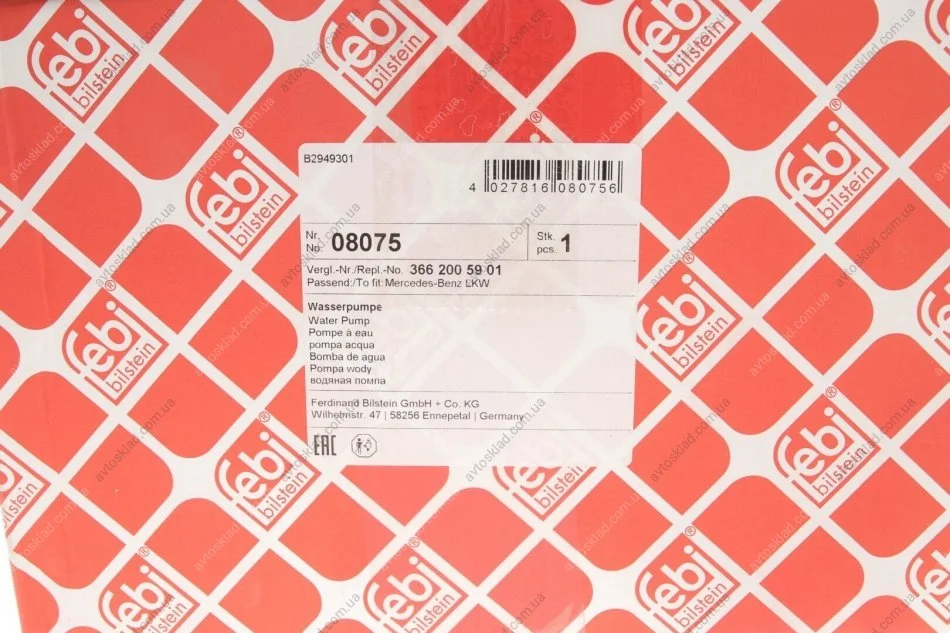 B2949301
4 027816 080756
Nr.
No. 08075
Stk.
pcs. 1
Vergl.-Nr./Repl.-No. 366 200 59 01
Passend:/To fit: Mercedes-Benz LKW
Wasserpumpe
Water Pump
Pompe à eau
pompa acqua
Bomba de agua
Pompa wody
водяная помпа
Ferdinand Bilstein GmbH + Co. KG
Wilhelmstr. 47 | 58256 Ennepetal | Germany
EAC
febi
bilstein
avtosklad.com.ua